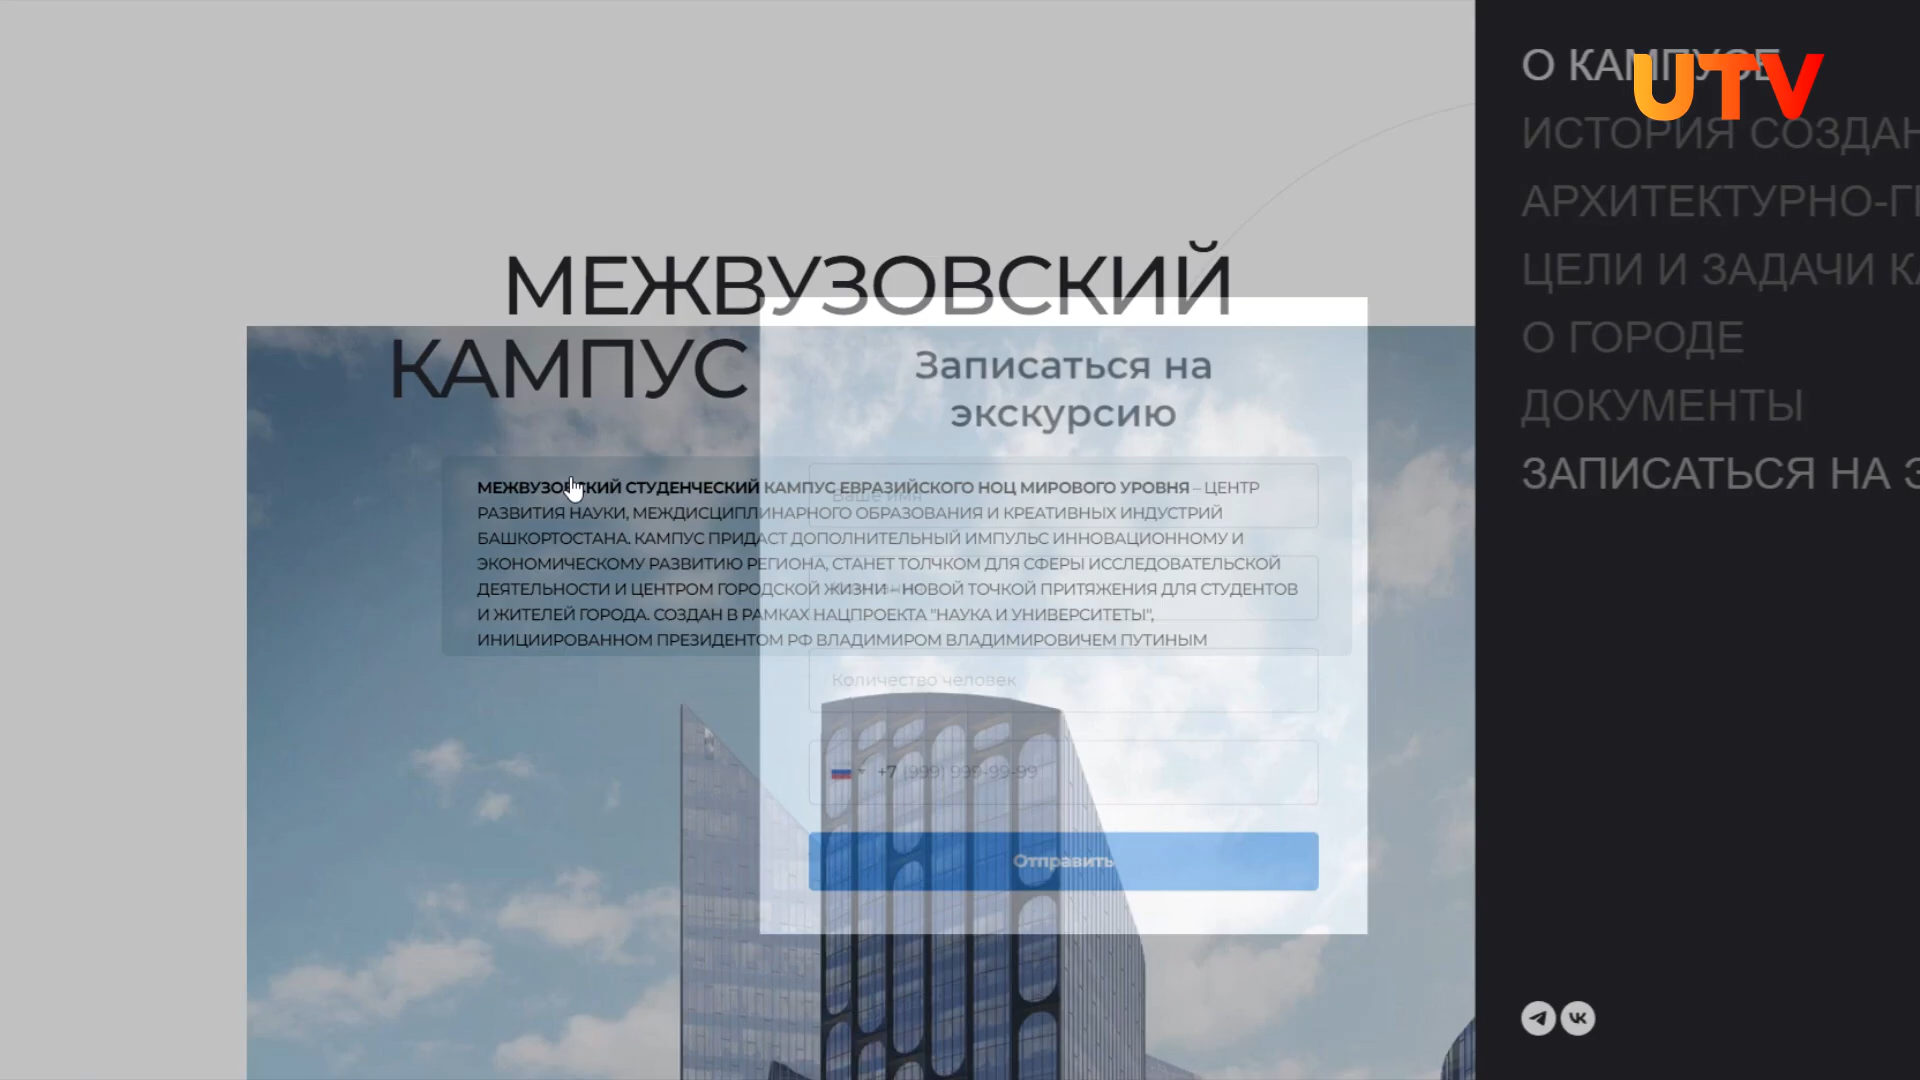 МЕЖВУЗОВСКИЙ
КАМПУС
МЕЖВУЗОВСКИЙ СТУДЕНЧЕСКИЙ КАМПУС ЕВРАЗИЙСКОГО НОЦ МИРОВОГО УРОВНЯ – ЦЕНТР
РАЗВИТИЯ НАУКИ, МЕЖДИСЦИПЛИНАРНОГО ОБРАЗОВАНИЯ И КРЕАТИВНЫХ ИНДУСТРИЙ
БАШКОРТОСТАНА. КАМПУС ПРИДАСТ ДОПОЛНИТЕЛЬНЫЙ ИМПУЛЬС ИННОВАЦИОННОМУ И
ЭКОНОМИЧЕСКОМУ РАЗВИТИЮ РЕГИОНА, СТАНЕТ ТОЛЧКОМ ДЛЯ СФЕРЫ ИССЛЕДОВАТЕЛЬСКОЙ
ДЕЯТЕЛЬНОСТИ И ЦЕНТРОМ ГОРОДСКОЙ ЖИЗНИ – НОВОЙ ТОЧКОЙ ПРИТЯЖЕНИЯ ДЛЯ СТУДЕНТОВ
И ЖИТЕЛЕЙ ГОРОДА. СОЗДАН В РАМКАХ НАЦПРОЕКТА "НАУКА И УНИВЕРСИТЕТЫ",
ИНИЦИИРОВАННОМ ПРЕЗИДЕНТОМ РФ ВЛАДИМИРОМ ВЛАДИМИРОВИЧЕМ ПУТИНЫМ
Записаться на
экскурсию
Ваше имя
Количество человек
+7 (999) 999-99-99
Отправить
О КАМПУСЕ
ИСТОРИЯ СОЗДАН
АРХИТЕКТУРНО-Г
ЦЕЛИ И ЗАДАЧИ КА
О ГОРОДЕ
ДОКУМЕНТЫ
ЗАПИСАТЬСЯ НА Э
UTV